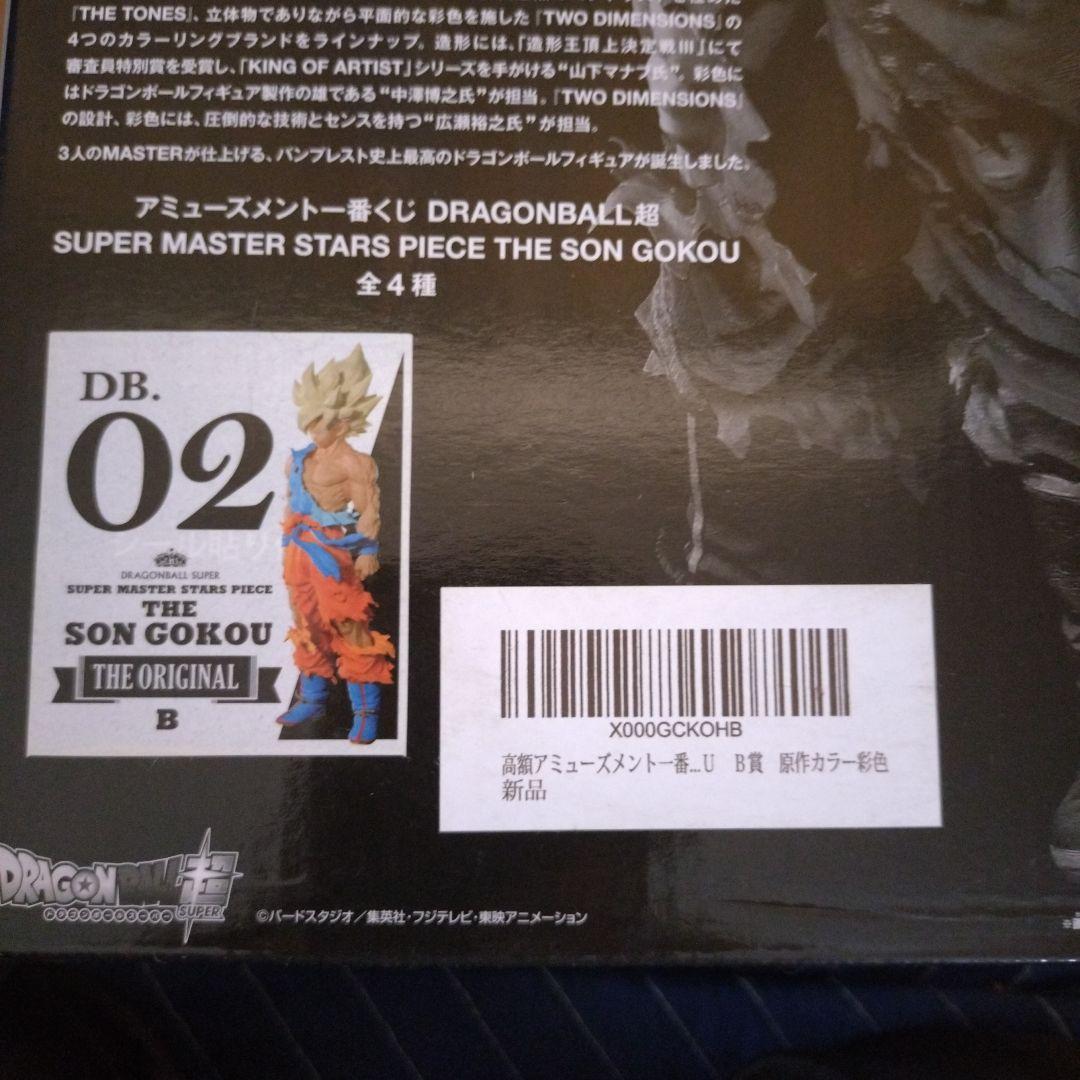 『THE TONES』、立体物でありながら平面的な彩色を施した『TWO DIMENSIONS』の
4つのカラーリングブランドをラインナップ。造形には、「造形王頂上決定戦III」にて
審査員特別賞を受賞し、「KING OF ARTIST」シリーズを手がける“山下マナブ氏”。彩色に
はドラゴンボールフィギュア製作の雄である“中澤博之氏”が担当。『TWO DIMENSIONS』
の設計、彩色には、圧倒的な技術とセンスを持つ“広瀬裕之氏”が担当。
3人のMASTERが仕上げる、バンプレスト史上最高のドラゴンボールフィギュアが誕生しました。
アミューズメント一番くじ DRAGONBALL超
SUPER MASTER STARS PIECE THE SON GOKOU
全4種
DB.
02
DRAGONBALL SUPER
SUPER MASTER STARS PIECE
THE
SON GOKOU
THE ORIGINAL
B
X000GCKOHB
高額アミューズメント一番...U B賞 原作カラー彩色
新品
DRAGON BALL超
ドラゴンボールスーパー SUPER
©バードスタジオ/集英社・フジテレビ・東映アニメーション